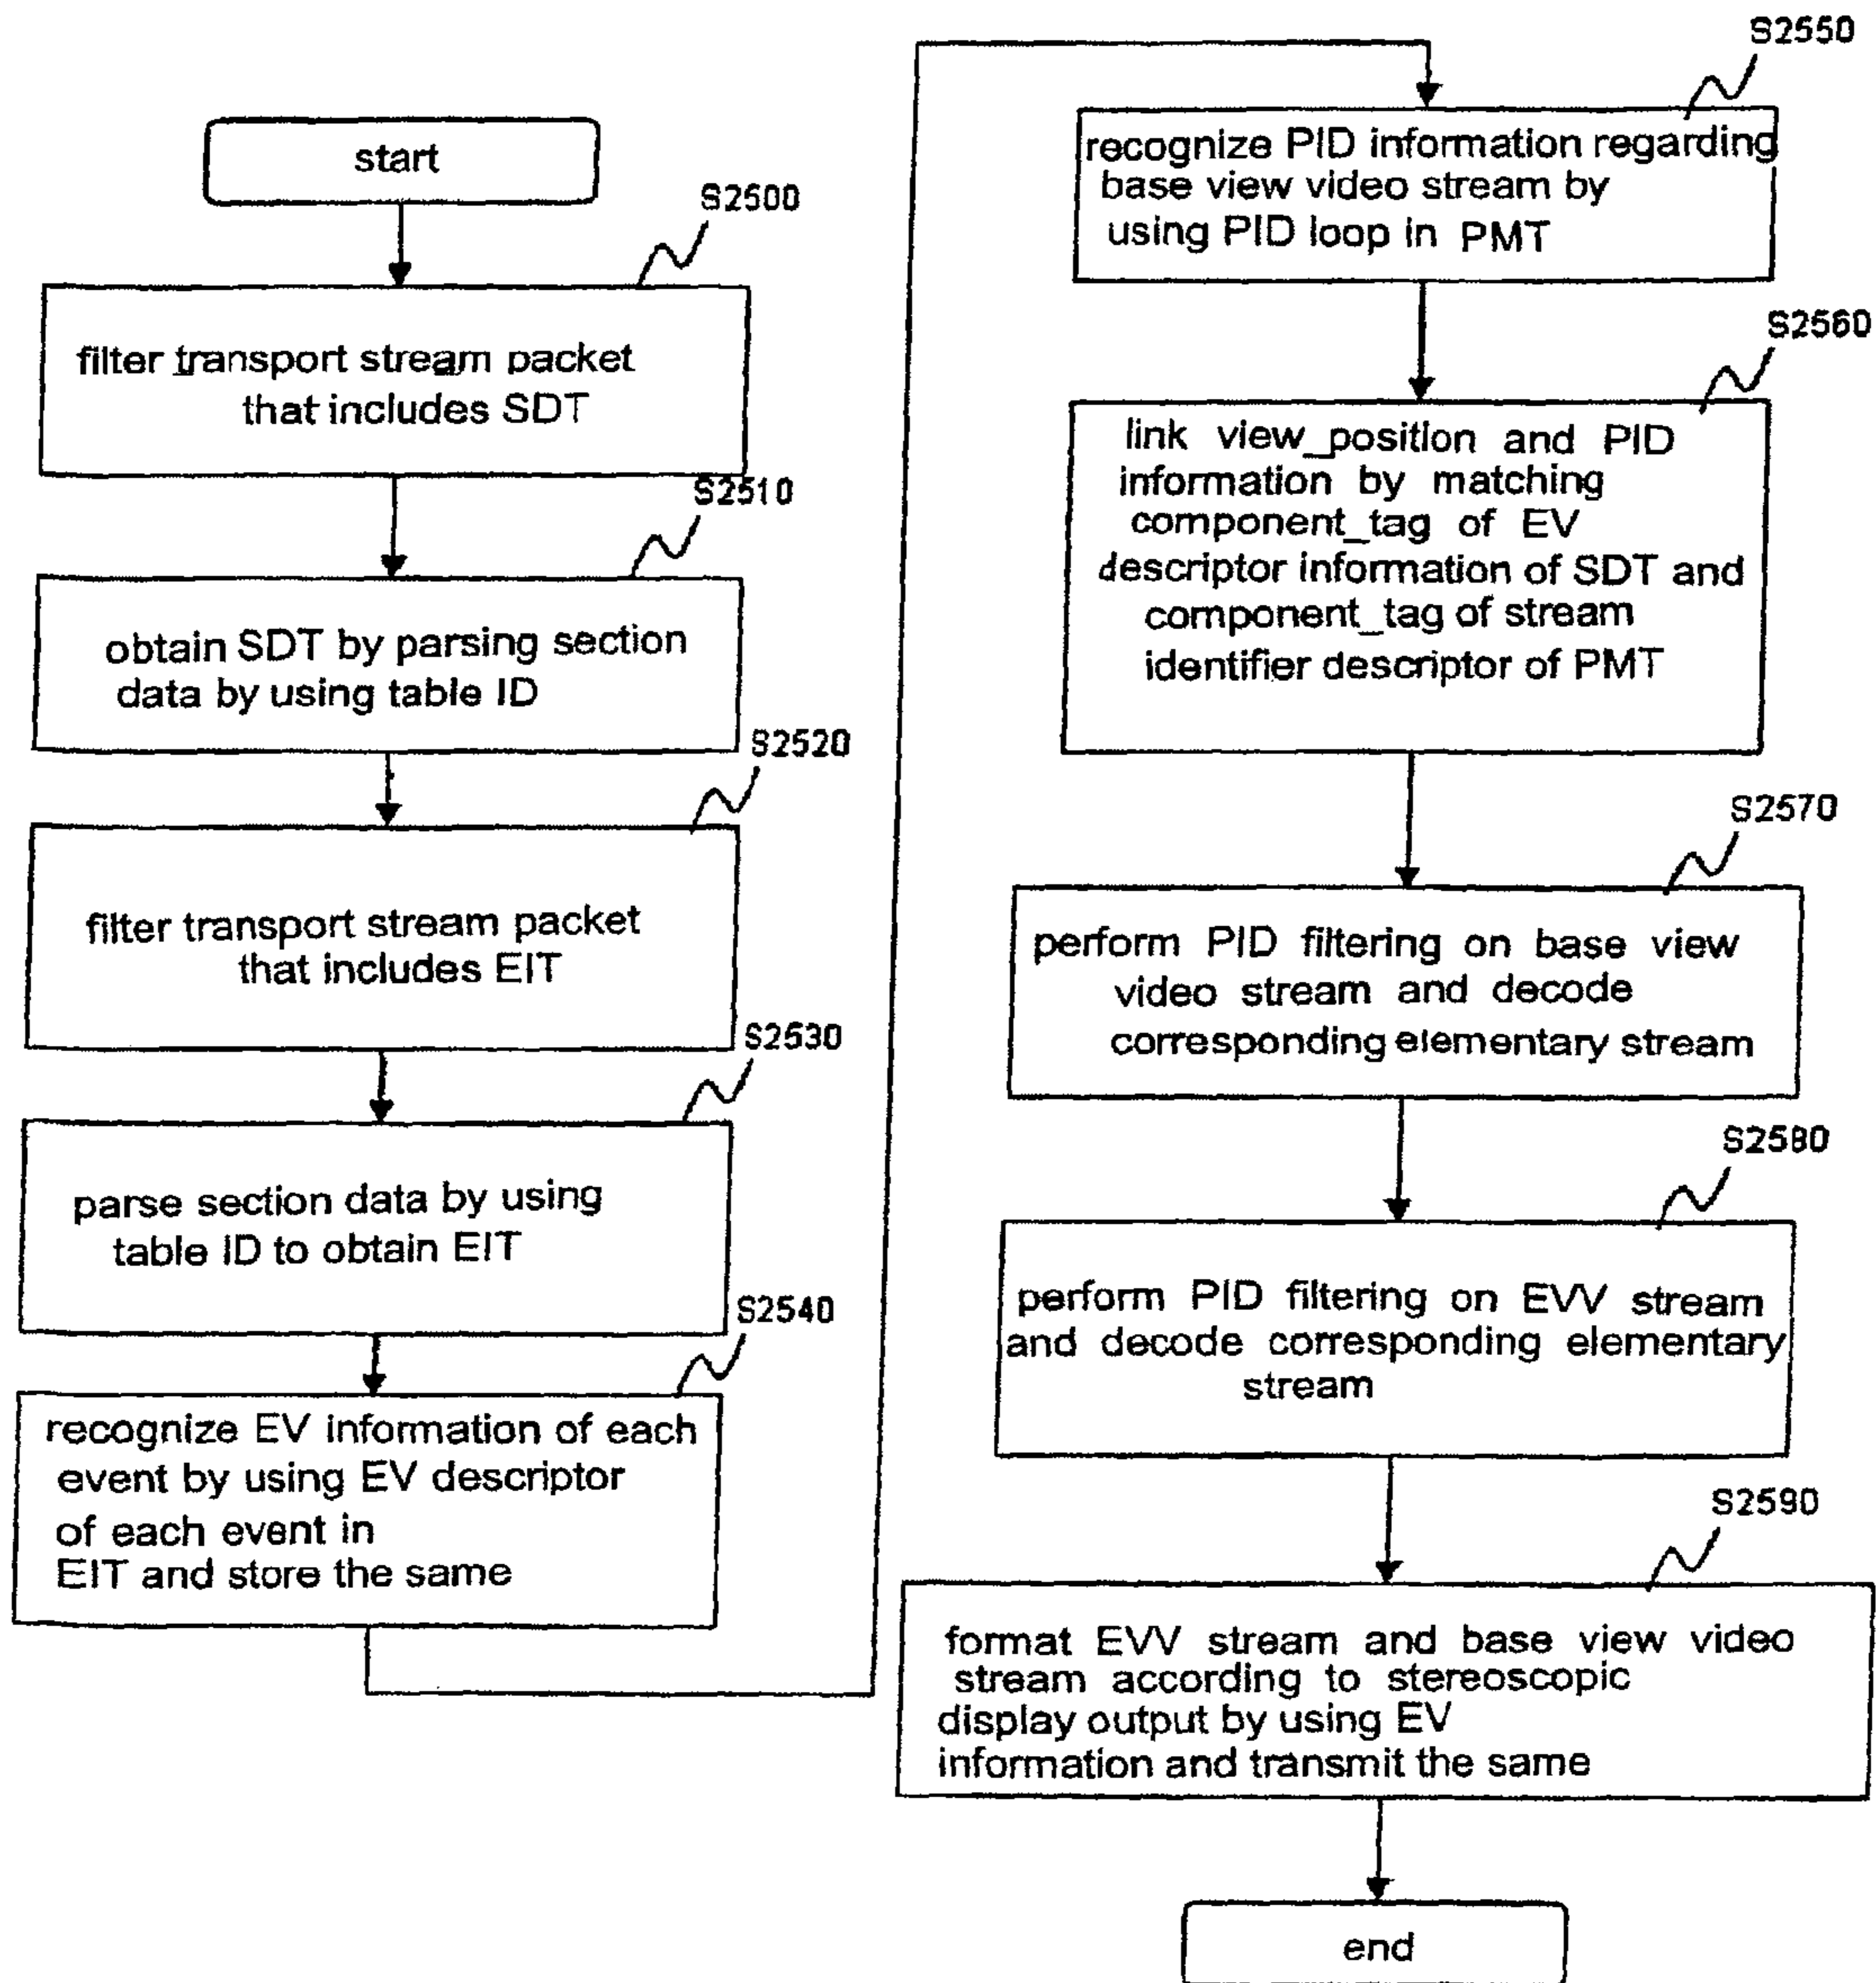 start
S2500
filter transport stream packet
that includes SDT
S2510
obtain SDT by parsing section
data by using table ID
S2520
filter transport stream packet
that includes EIT
S2530
parse section data by using
table ID to obtain EIT
S2540
recognize EV information of each
event by using EV descriptor
of each event in
EIT and store the same
S2550
recognize PID information regarding
base view video stream by
using PID loop in PMT
S2560
link view_position and PID
information by matching
component_tag of EV
descriptor information of SDT and
component_tag of stream
identifier descriptor of PMT
S2570
perform PID filtering on base view
video stream and decode
corresponding elementary stream
S2580
perform PID filtering on EVV stream
and decode corresponding elementary
stream
S2590
format EVV stream and base view video
stream according to stereoscopic
display output by using EV
information and transmit the same
end